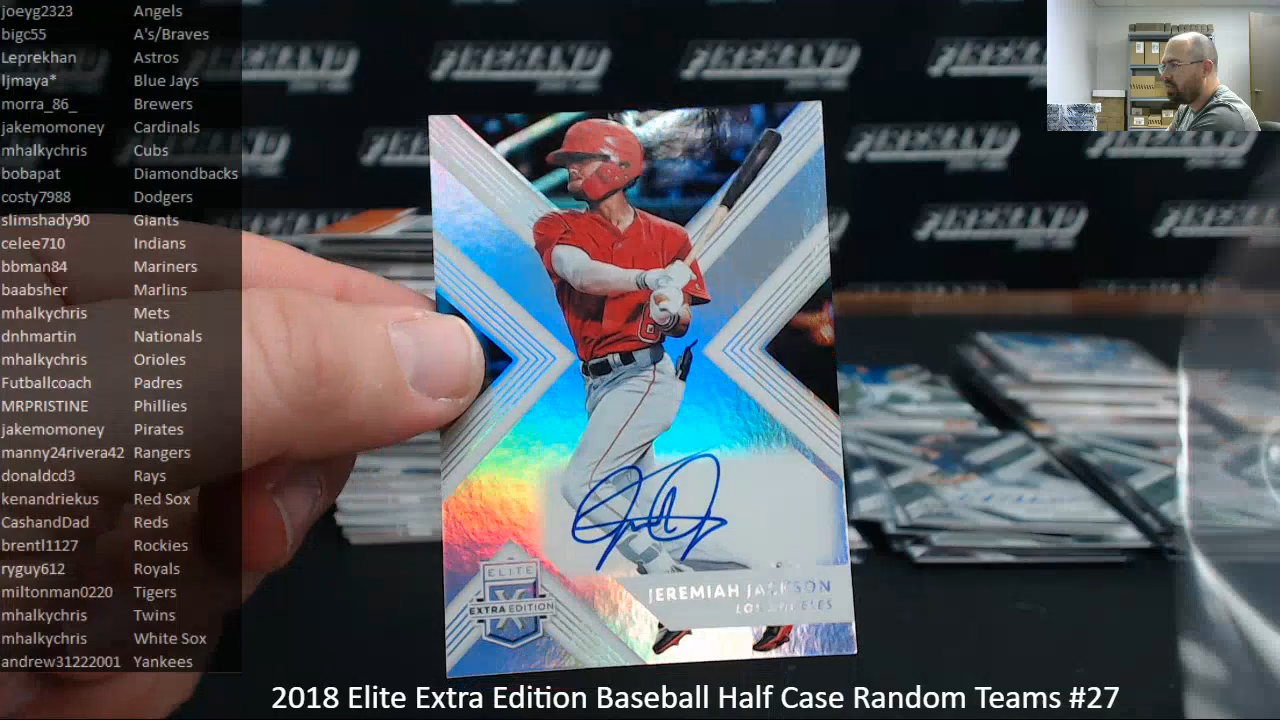 joeyg2323 Angels
bigc55 A's/Braves
Leprekhan Astros
ljmaya* Blue Jays
morra_86_ Brewers
jakemomoney Cardinals
mhalkychris Cubs
bobapat Diamondbacks
costy7988 Dodgers
slimshady90 Giants
celee710 Indians
bbman84 Mariners
baabsher Marlins
mhalkychris Mets
dnhmartin Nationals
mhalkychris Orioles
Futballcoach Padres
MRPRISTINE Phillies
jakemomoney Pirates
manny24rivera42 Rangers
donaldcd3 Rays
kenandriekus Red Sox
CashandDad Reds
brentl1127 Rockies
ryguy612 Royals
miltonman0220 Tigers
mhalkychris Twins
mhalkychris White Sox
andrew31222001 Yankees
FIREHAND
ELITE
X
EXTRA EDITION
JEREMIAH JACKSON
LOS ANGELES
2018 Elite Extra Edition Baseball Half Case Random Teams #27